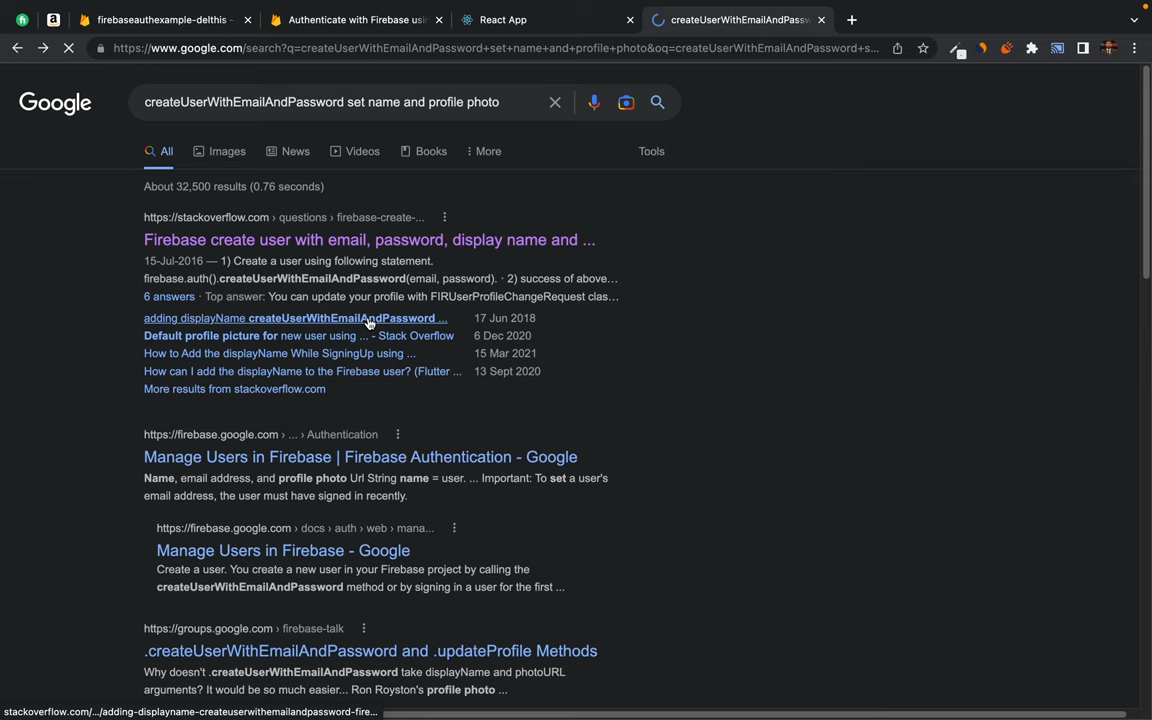 firebaseauthexample-delthis -
Authenticate with Firebase usin
React App
createUserWithEmailAndPassw
https://www.google.com/search?q=createUserWithEmailAndPassword+set+name+and+profile+photo&oq=createUserWithEmailAndPassword+s...
Google
createUserWithEmailAndPassword set name and profile photo
All
Images
News
Videos
Books
More
Tools
About 32,500 results (0.76 seconds)
https://stackoverflow.com › questions › firebase-create-...
Firebase create user with email, password, display name and ...
15-Jul-2016 — 1) Create a user using following statement.
firebase.auth().createUserWithEmailAndPassword(email, password). · 2) success of above...
6 answers · Top answer: You can update your profile with FIRUserProfileChangeRequest clas...
adding displayName createUserWithEmailAndPassword ... 17 Jun 2018
Default profile picture for new user using ... - Stack Overflow 6 Dec 2020
How to Add the displayName While SigningUp using ... 15 Mar 2021
How can I add the displayName to the Firebase user? (Flutter ... 13 Sept 2020
More results from stackoverflow.com
https://firebase.google.com › ... › Authentication
Manage Users in Firebase | Firebase Authentication - Google
Name, email address, and profile photo Url String name = user. ... Important: To set a user's
email address, the user must have signed in recently.
https://firebase.google.com › docs › auth › web › mana...
Manage Users in Firebase - Google
Create a user. You create a new user in your Firebase project by calling the
createUserWithEmailAndPassword method or by signing in a user for the first ...
https://groups.google.com › firebase-talk
.createUserWithEmailAndPassword and .updateProfile Methods
Why doesn't .createUserWithEmailAndPassword take displayName and photoURL
arguments? It would be so much easier... Ron Royston's profile photo ...
stackoverflow.com/.../adding-displayname-createuserwithemailandpassword-fire...